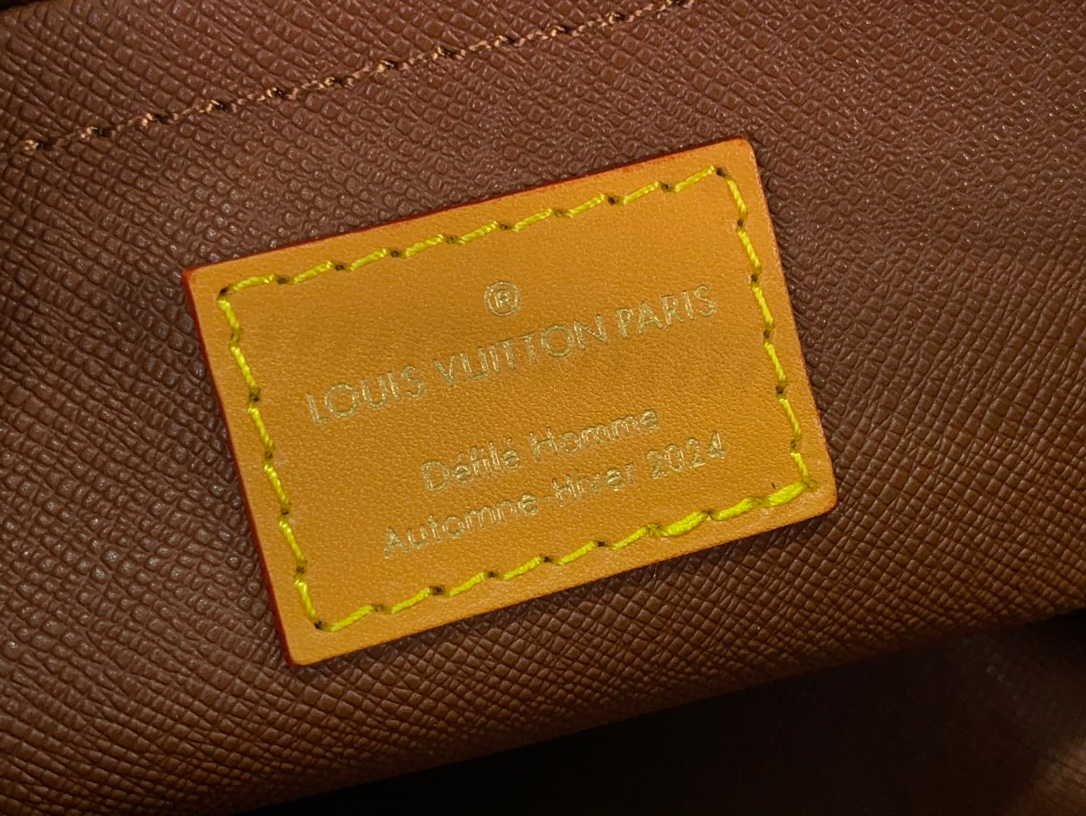 ®
LOUIS VUITTON PARIS
Défilé Homme
Automne-Hiver 2024